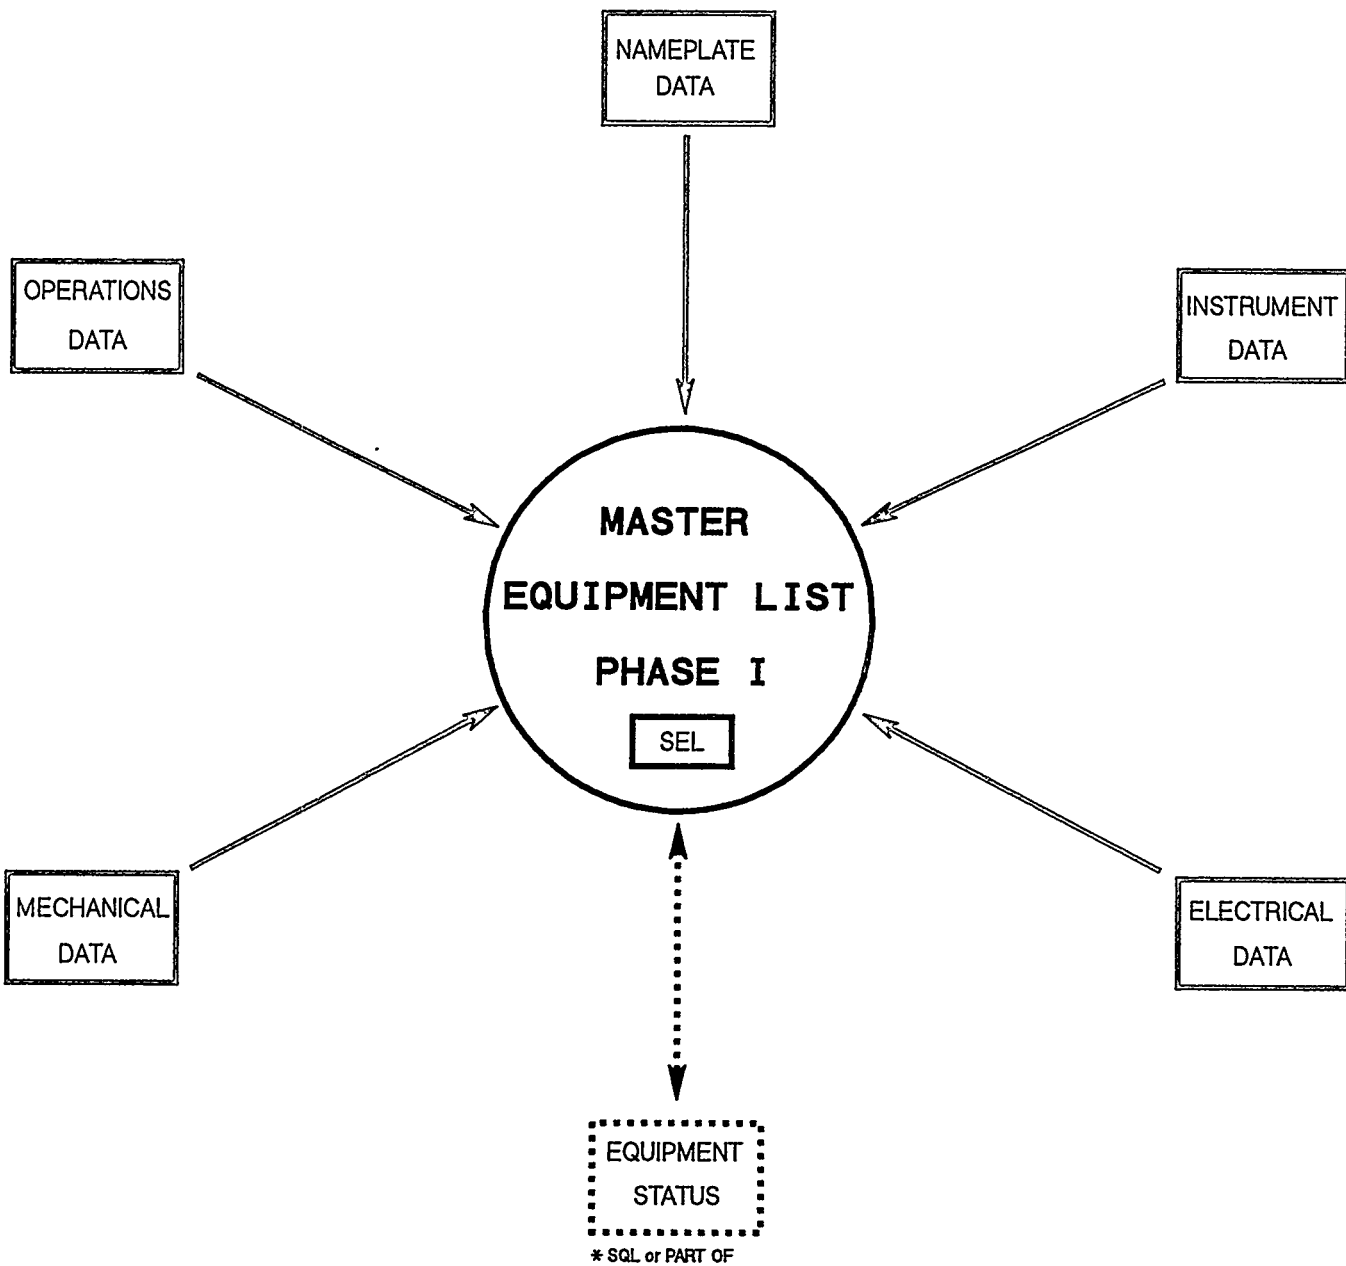 NAMEPLATE
DATA
OPERATIONS
DATA
INSTRUMENT
DATA
MASTER
EQUIPMENT LIST
PHASE I
SEL
MECHANICAL
DATA
ELECTRICAL
DATA
EQUIPMENT
STATUS
* SQL or PART OF